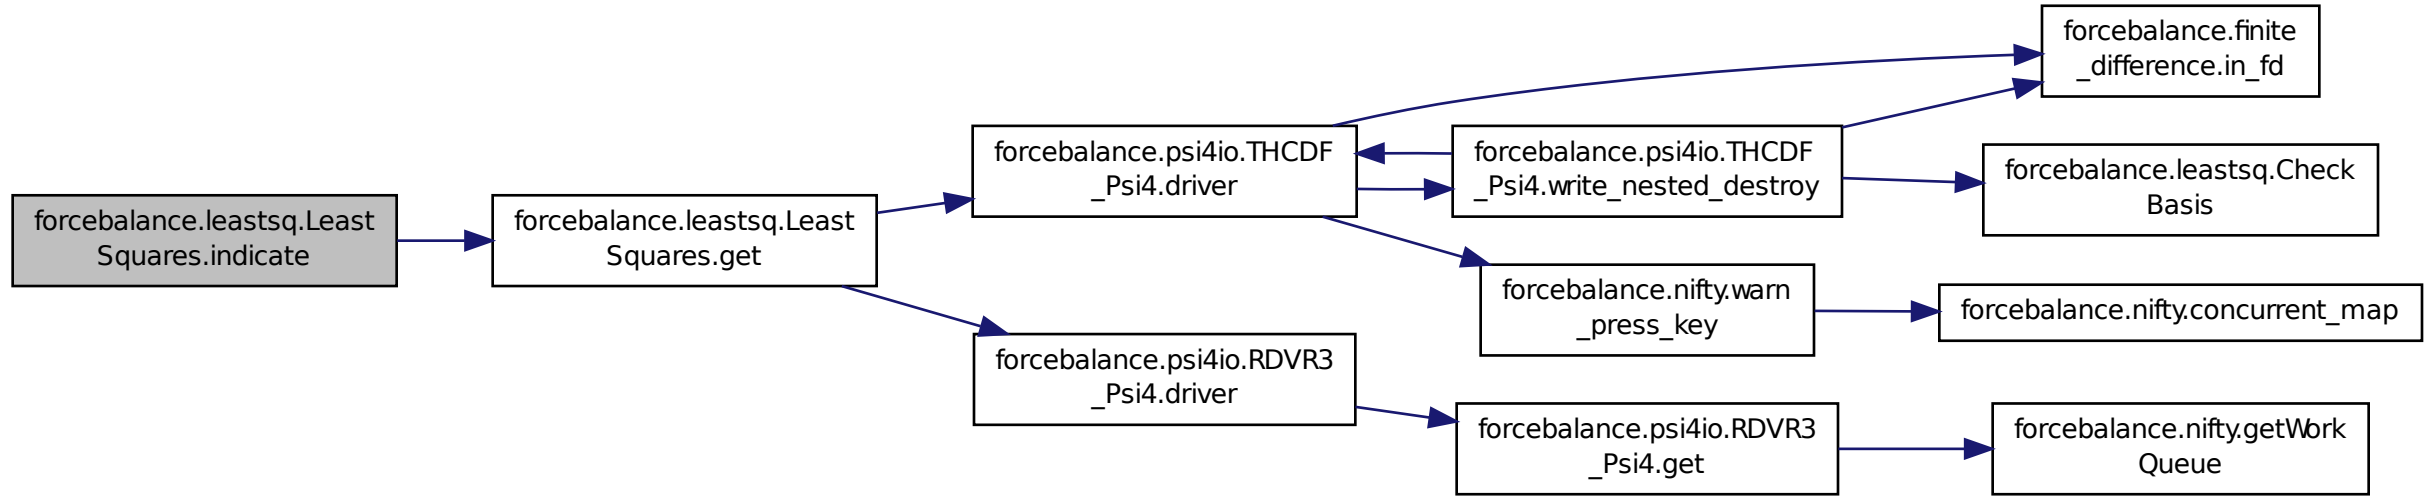 forcebalance.leastsq.Least
Squares.indicate
forcebalance.leastsq.Least
Squares.get
forcebalance.psi4io.THCDF
_Psi4.driver
forcebalance.finite
_difference.in_fd
forcebalance.psi4io.THCDF
_Psi4.write_nested_destroy
forcebalance.leastsq.Check
Basis
forcebalance.nifty.warn
_press_key
forcebalance.nifty.concurrent_map
forcebalance.psi4io.RDVR3
_Psi4.driver
forcebalance.psi4io.RDVR3
_Psi4.get
forcebalance.nifty.getWork
Queue